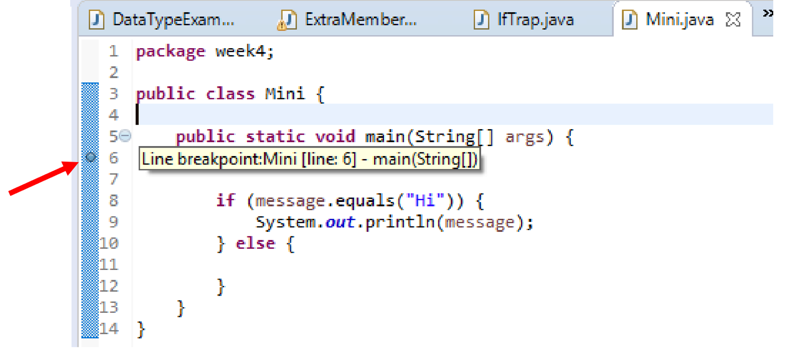 DataTypeExam... ExtraMember... IfTrap.java Mini.java »
1 package week4;
2
3 public class Mini {
4
5 public static void main(String[] args) {
6 Line breakpoint:Mini [line: 6] - main(String[])
7
8 if (message.equals("Hi")) {
9 System.out.println(message);
10 } else {
11
12 }
13 }
14 }